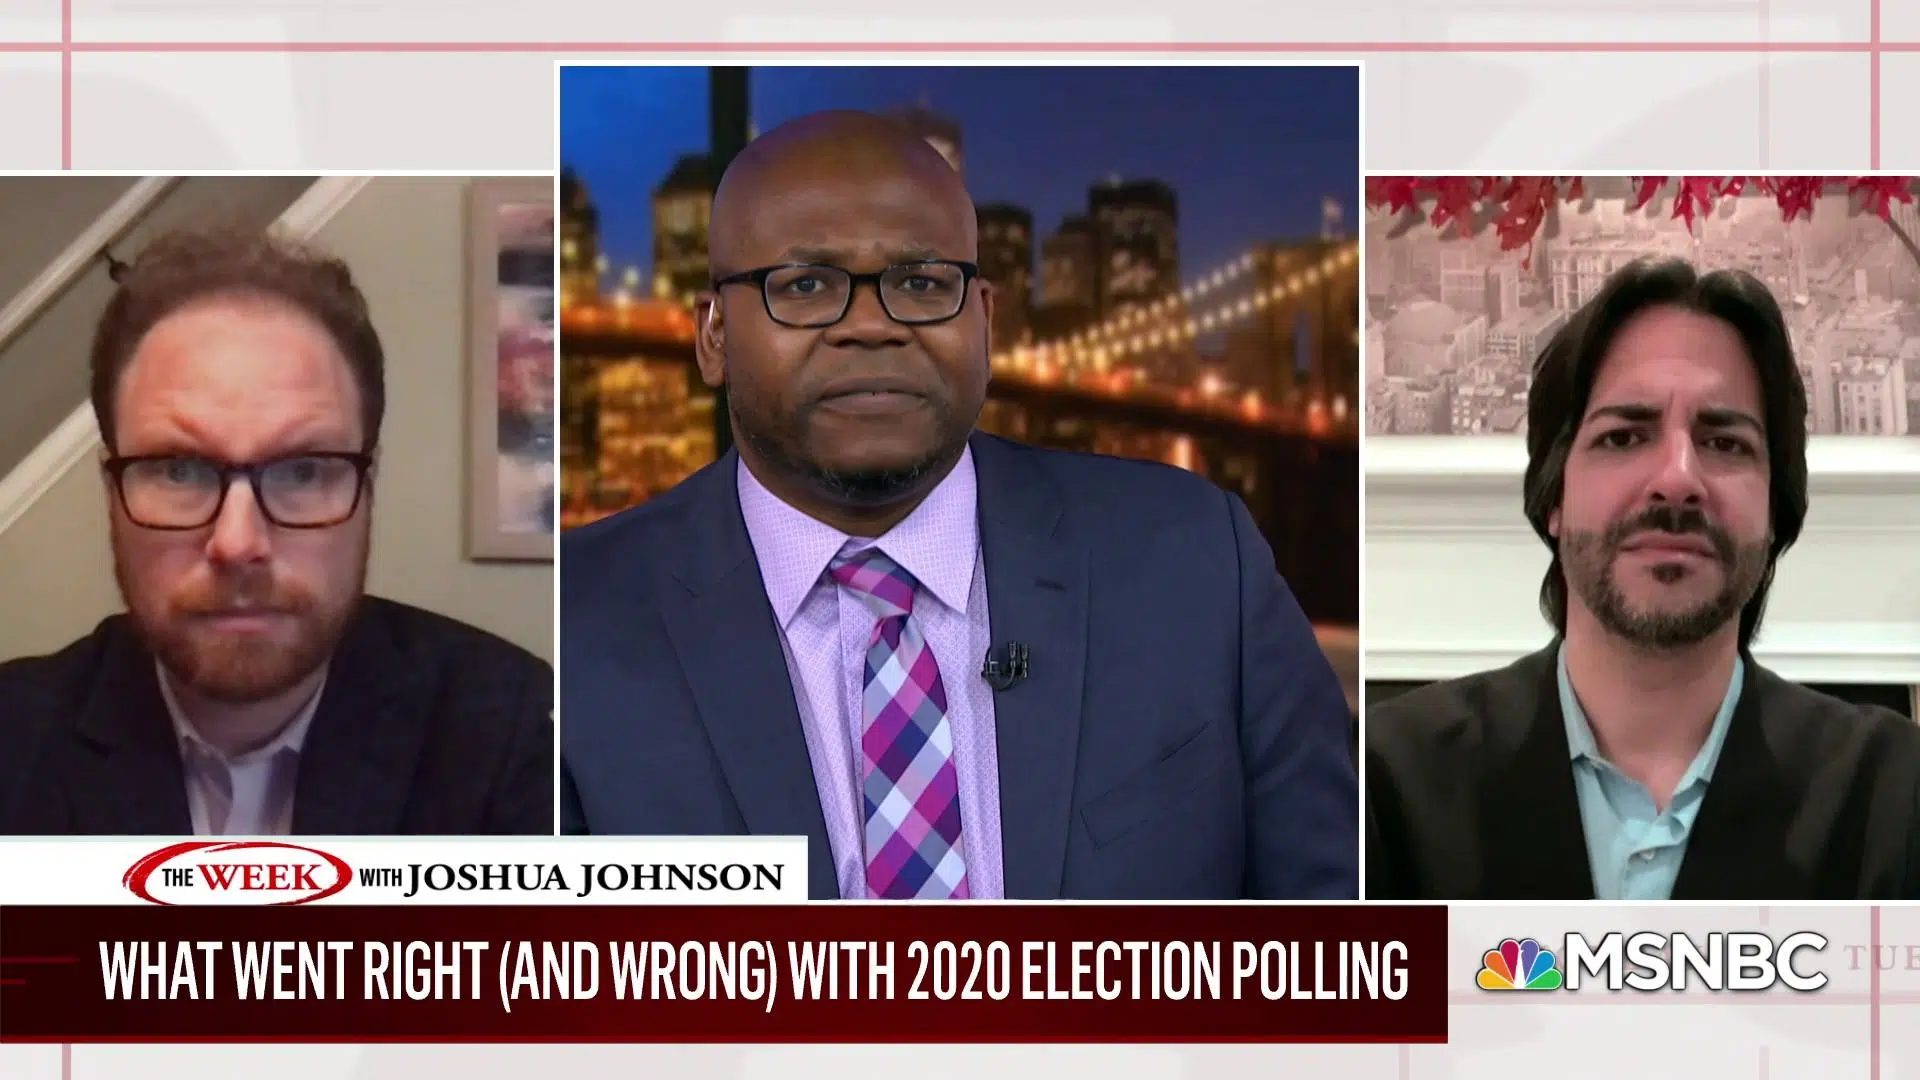 THE WEEK WITH JOSHUA JOHNSON
WHAT WENT RIGHT (AND WRONG) WITH 2020 ELECTION POLLING
MSNBC
TUE